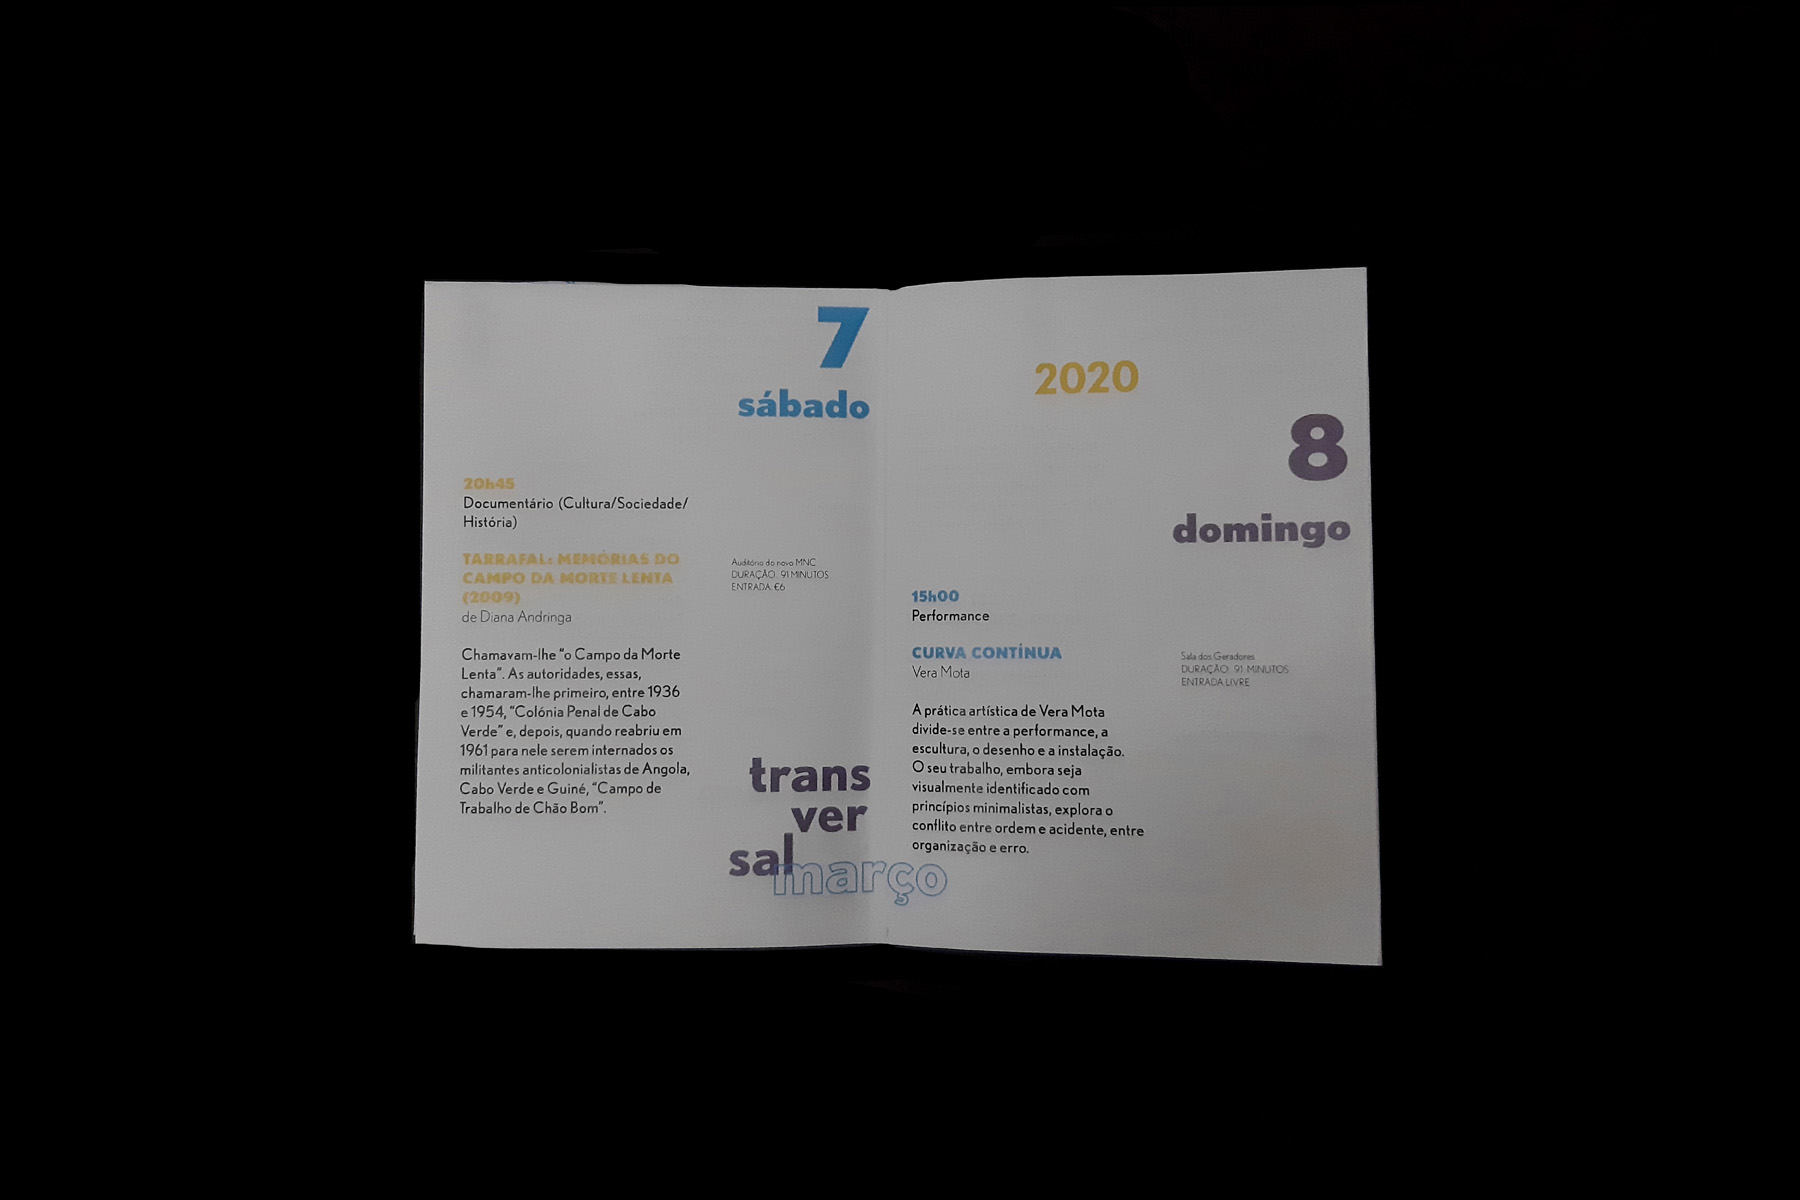 7
sábado
20h45
Documentário (Cultura/Sociedade/
História)
TARRAFAL: MEMÓRIAS DO
CAMPO DA MORTE LENTA
(2009)
de Diana Andringa
Auditório do novo MNC
DURAÇÃO: 91 MINUTOS
ENTRADA: €6
Chamavam-lhe “o Campo da Morte
Lenta”. As autoridades, essas,
chamaram-lhe primeiro, entre 1936
e 1954, “Colónia Penal de Cabo
Verde” e, depois, quando reabriu em
1961 para nele serem internados os
militantes anticolonialistas de Angola,
Cabo Verde e Guiné, “Campo de
Trabalho de Chão Bom”.
trans
ver
sal
março
2020
8
domingo
15h00
Performance
CURVA CONTÍNUA
Vera Mota
Sala dos Geradores
DURAÇÃO: 91 MINUTOS
ENTRADA LIVRE
A prática artística de Vera Mota
divide-se entre a performance, a
escultura, o desenho e a instalação.
O seu trabalho, embora seja
visualmente identificado com
princípios minimalistas, explora o
conflito entre ordem e acidente, entre
organização e erro.